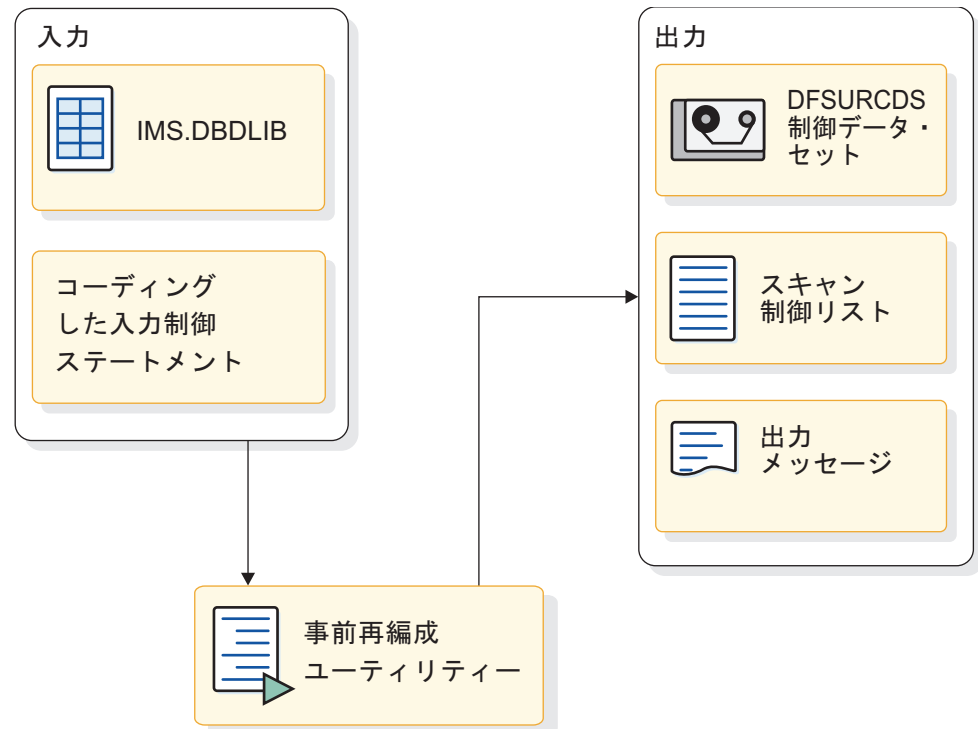 入力
IMS.DBDLIB
コーディング
した入力制御
ステートメント
出力
DFSURCDS
制御データ・
セット
スキャン
制御リスト
出力
メッセージ
事前再編成
ユーティリティー